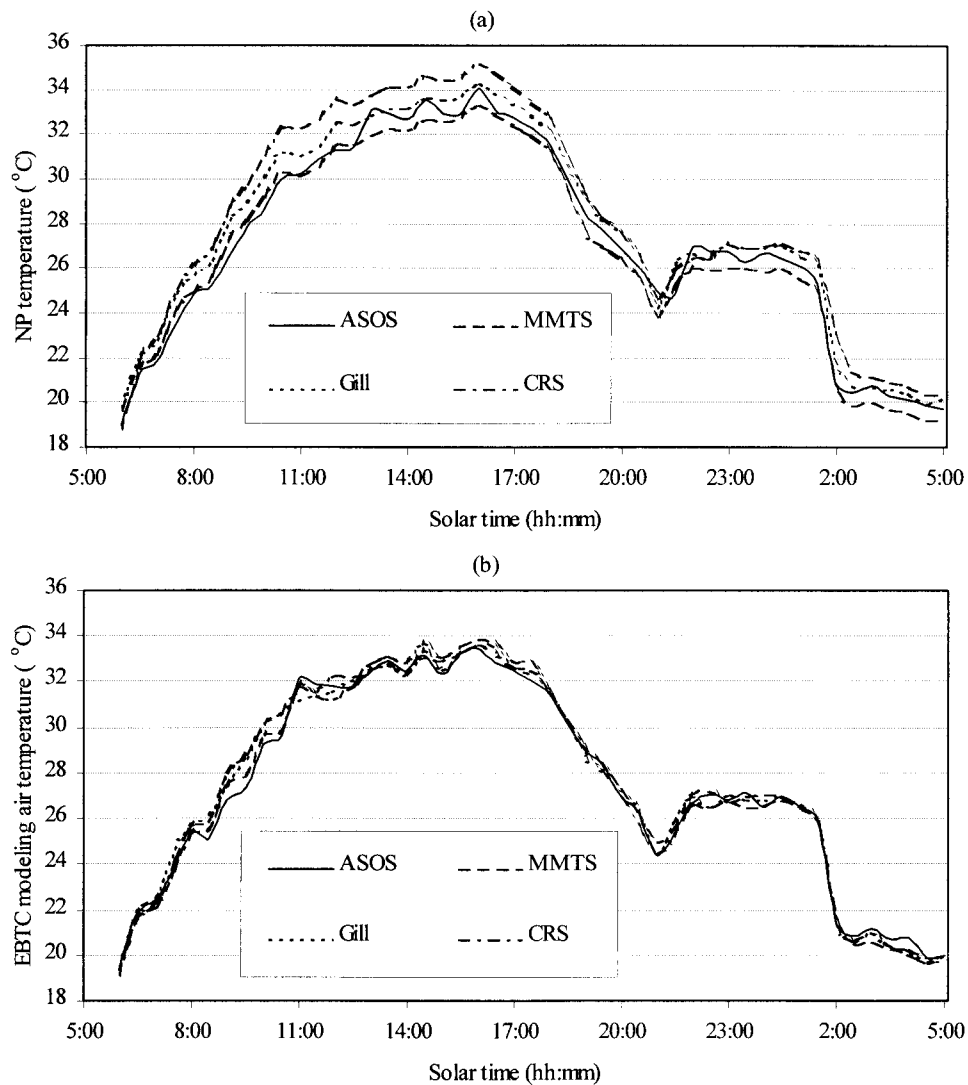 (a)
NP temperature ( °C)
36
34
32
30
28
26
24
22
20
18
ASOS
MMTS
Gill
CRS
5:00 8:00 11:00 14:00 17:00 20:00 23:00 2:00 5:00
Solar time (hh:mm)
(b)
EBTC modeling air temperature ( °C)
36
34
32
30
28
26
24
22
20
18
ASOS
MMTS
Gill
CRS
5:00 8:00 11:00 14:00 17:00 20:00 23:00 2:00 5:00
Solar time (hh:mm)